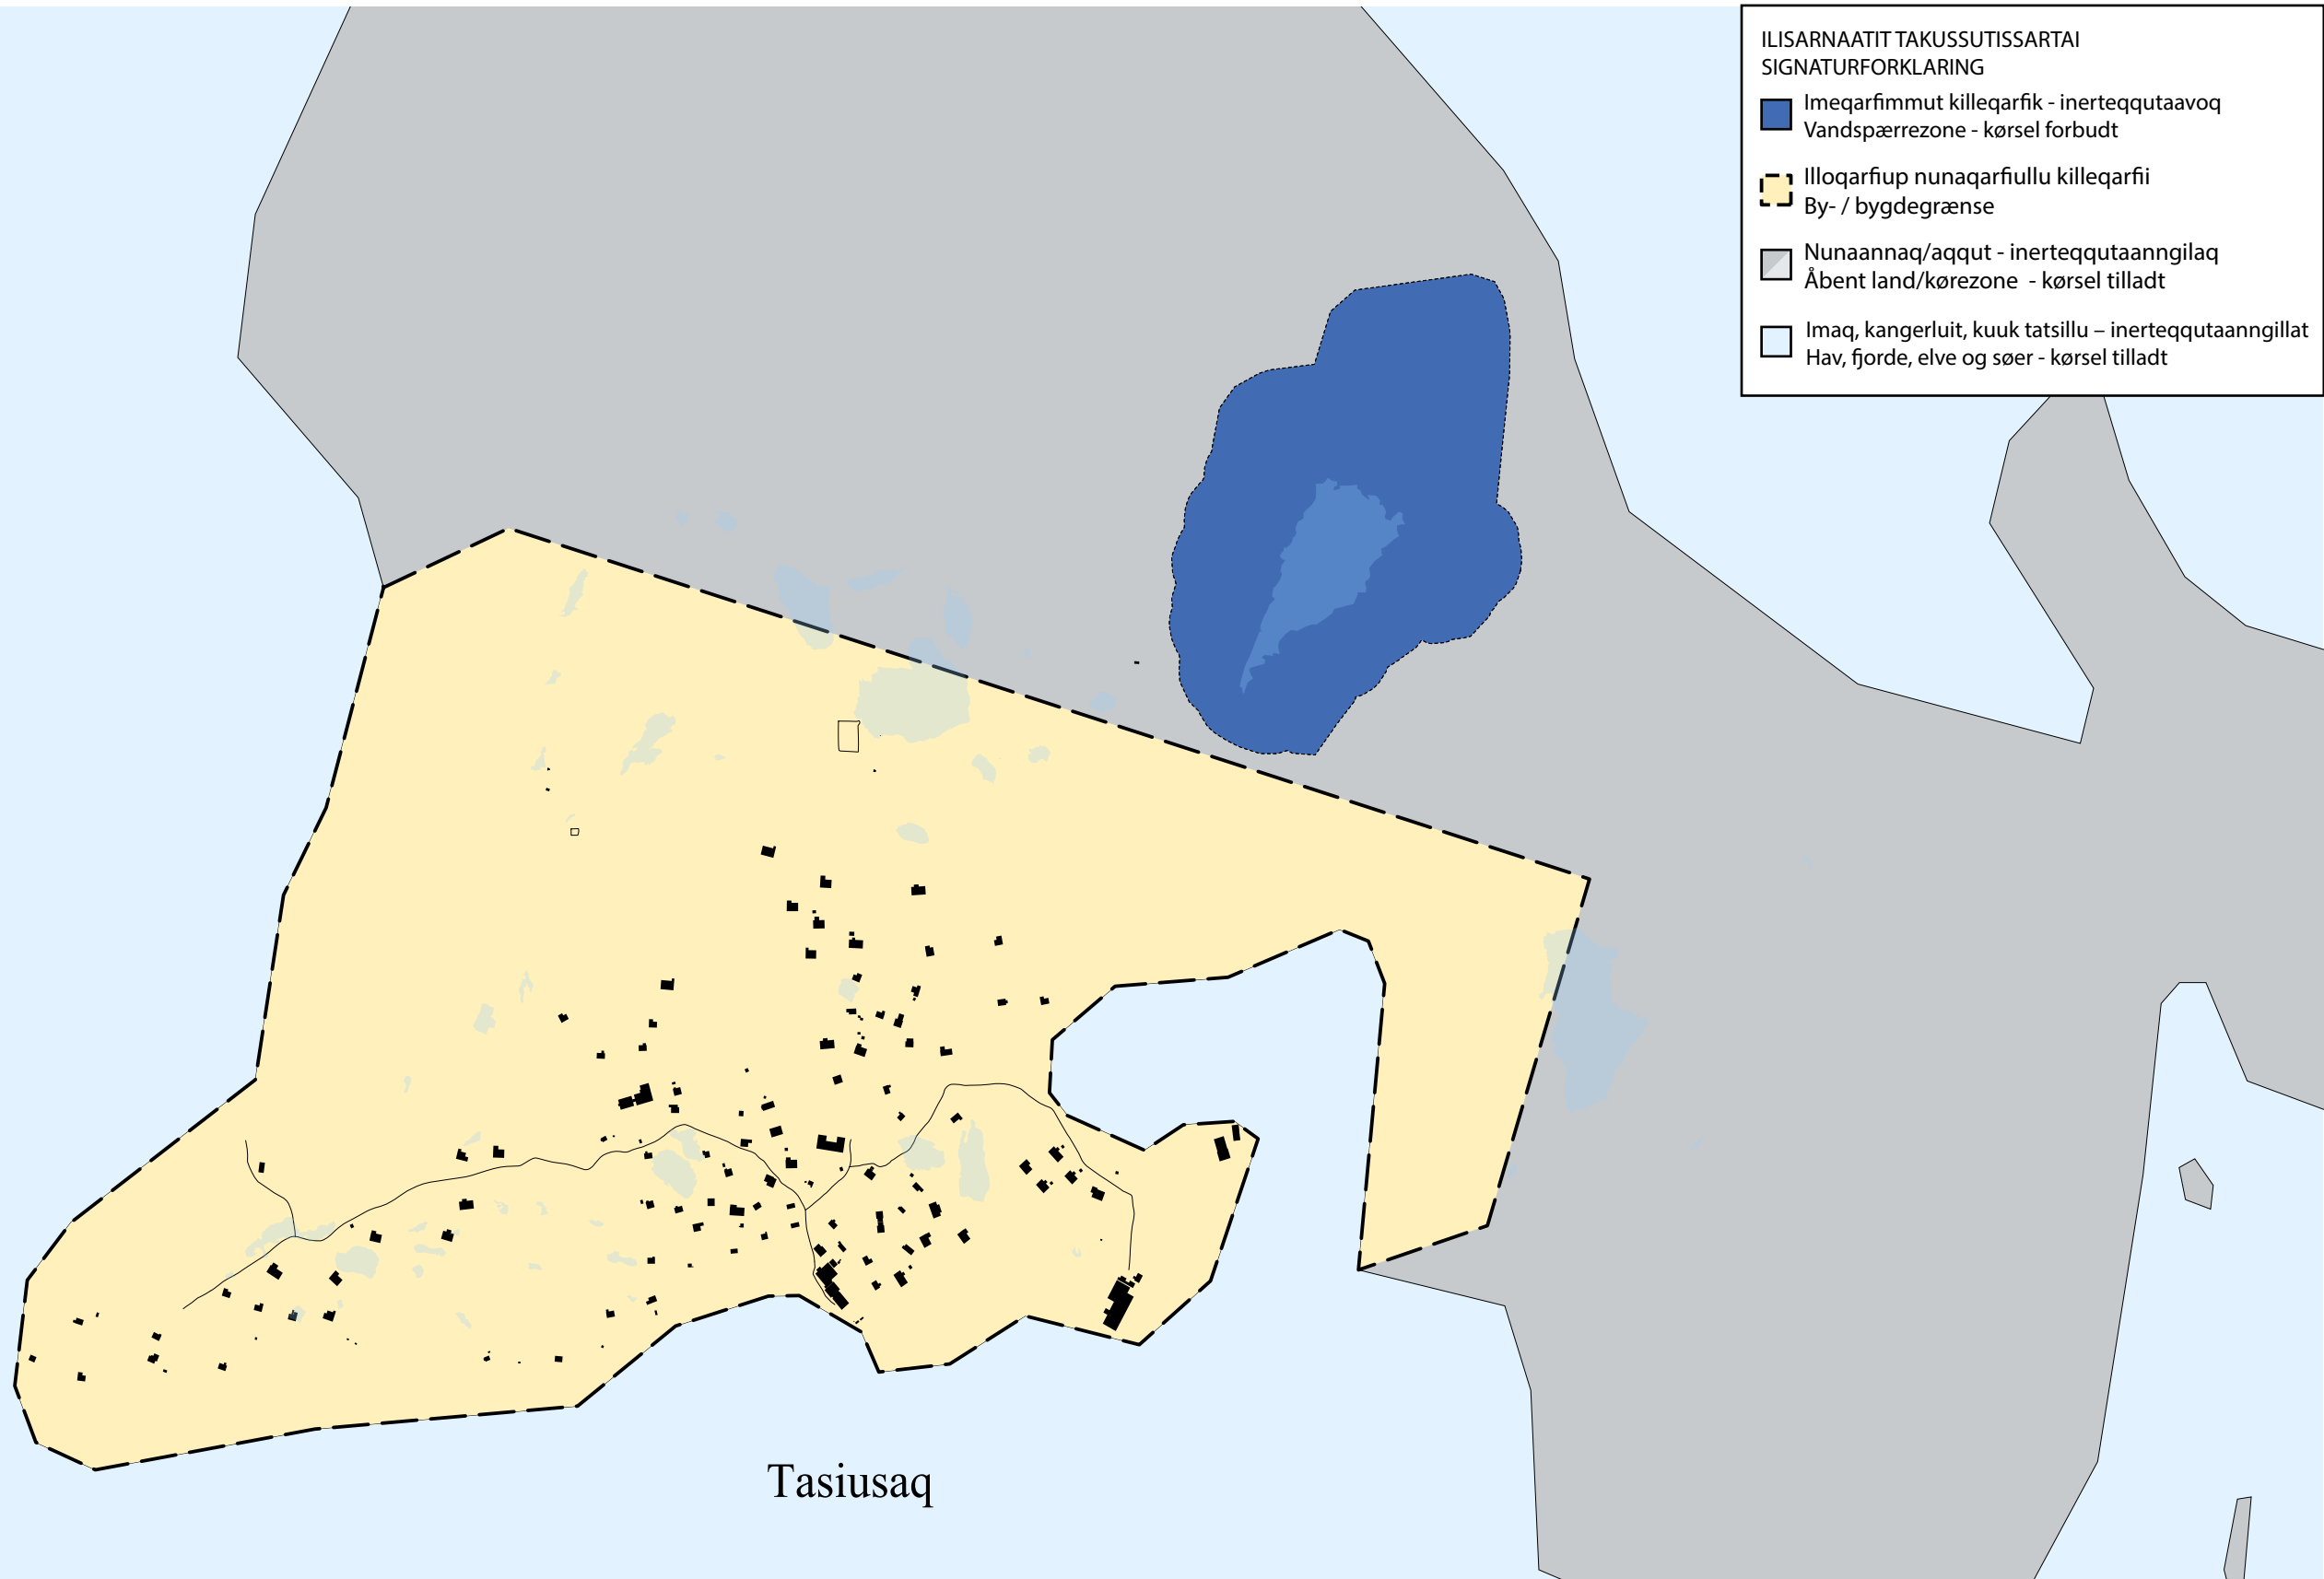 ILISARNAATIT TAKUSSUTISSARTAI
SIGNATURFORKLARING
Imeqarfimmut killeqarfik - inerteqqutaavoq
Vandspærrezone - kørsel forbudt
Illoqarfiup nunaqarfiullu killeqarfii
By- / bygdegrænse
Nunaannaq/aqqut - inerteqqutaanngilaq
Åbent land/kørezone - kørsel tilladt
Imaq, kangerluit, kuuk tatsillu – inerteqqutaanngillat
Hav, fjorde, elve og søer - kørsel tilladt
Tasiusaq